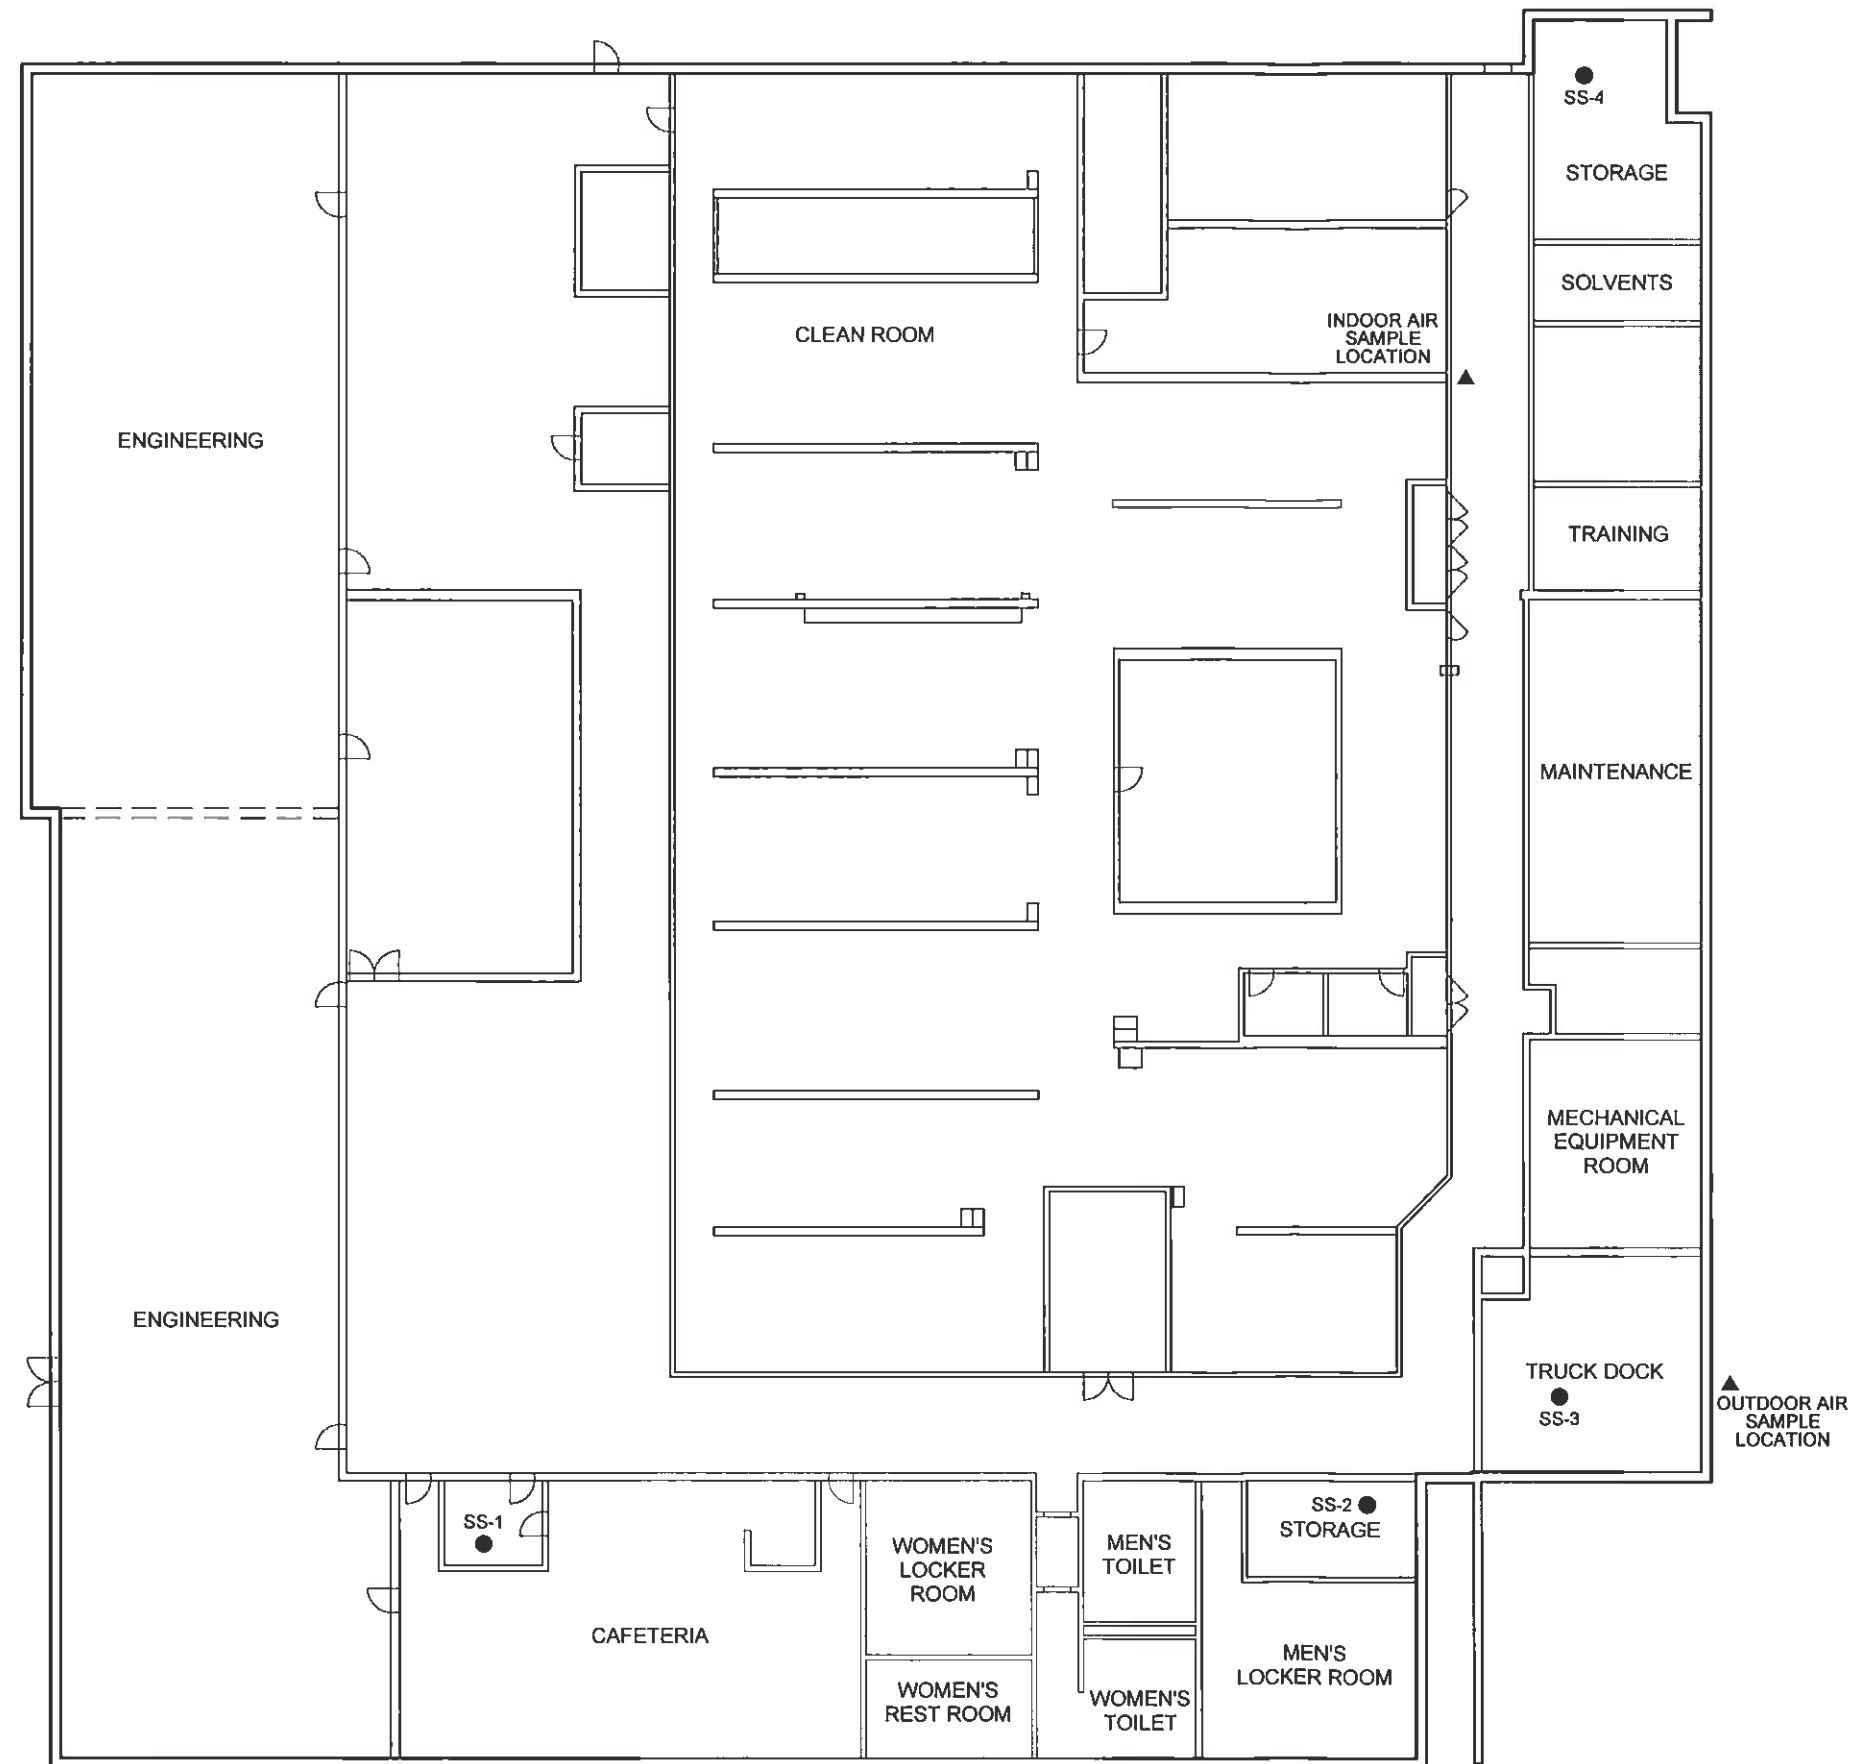 SS-4
STORAGE
SOLVENTS
INDOOR AIR
SAMPLE
LOCATION
CLEAN ROOM
ENGINEERING
TRAINING
MAINTENANCE
MECHANICAL
EQUIPMENT
ROOM
ENGINEERING
TRUCK DOCK
SS-3
OUTDOOR AIR
SAMPLE
LOCATION
SS-1
SS-2
STORAGE
WOMEN'S
LOCKER
ROOM
MEN'S
TOILET
CAFETERIA
MEN'S
LOCKER ROOM
WOMEN'S
REST ROOM
WOMEN'S
TOILET